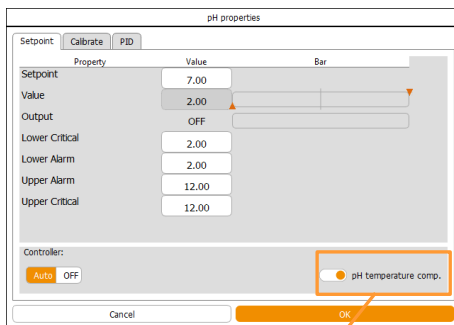 pH properties
Setpoint Calibrate PID
Property Value Bar
Setpoint 7.00
Value 2.00
Output OFF
Lower Critical 2.00
Lower Alarm 2.00
Upper Alarm 12.00
Upper Critical 12.00
Controller:
Auto OFF pH temperature comp.
Cancel OK